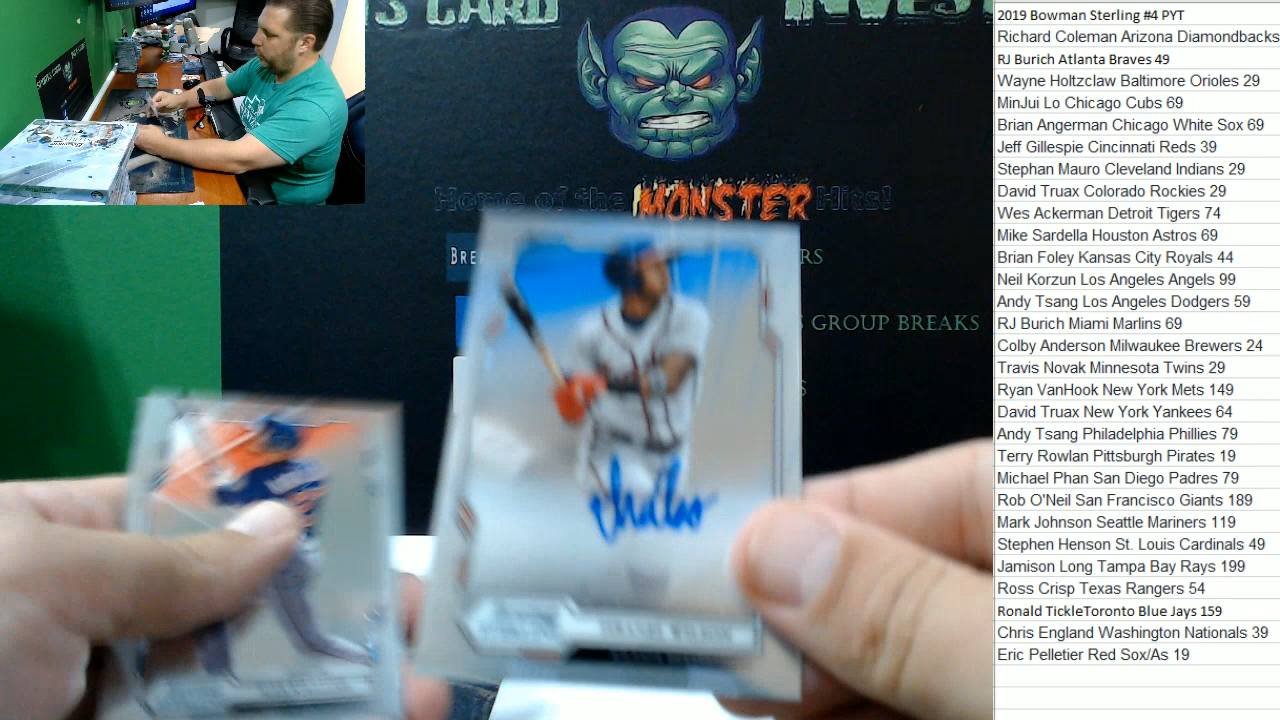 S CARD INVEST
Home of the MONSTER Hits!
BRE RS
GROUP BREAKS
2019 Bowman Sterling #4 PYT
Richard Coleman Arizona Diamondbacks
RJ Burich Atlanta Braves 49
Wayne Holtzclaw Baltimore Orioles 29
MinJui Lo Chicago Cubs 69
Brian Angerman Chicago White Sox 69
Jeff Gillespie Cincinnati Reds 39
Stephan Mauro Cleveland Indians 29
David Truax Colorado Rockies 29
Wes Ackerman Detroit Tigers 74
Mike Sardella Houston Astros 69
Brian Foley Kansas City Royals 44
Neil Korzun Los Angeles Angels 99
Andy Tsang Los Angeles Dodgers 59
RJ Burich Miami Marlins 69
Colby Anderson Milwaukee Brewers 24
Travis Novak Minnesota Twins 29
Ryan VanHook New York Mets 149
David Truax New York Yankees 64
Andy Tsang Philadelphia Phillies 79
Terry Rowlan Pittsburgh Pirates 19
Michael Phan San Diego Padres 79
Rob O'Neil San Francisco Giants 189
Mark Johnson Seattle Mariners 119
Stephen Henson St. Louis Cardinals 49
Jamison Long Tampa Bay Rays 199
Ross Crisp Texas Rangers 54
Ronald TickleToronto Blue Jays 159
Chris England Washington Nationals 39
Eric Pelletier Red Sox/As 19